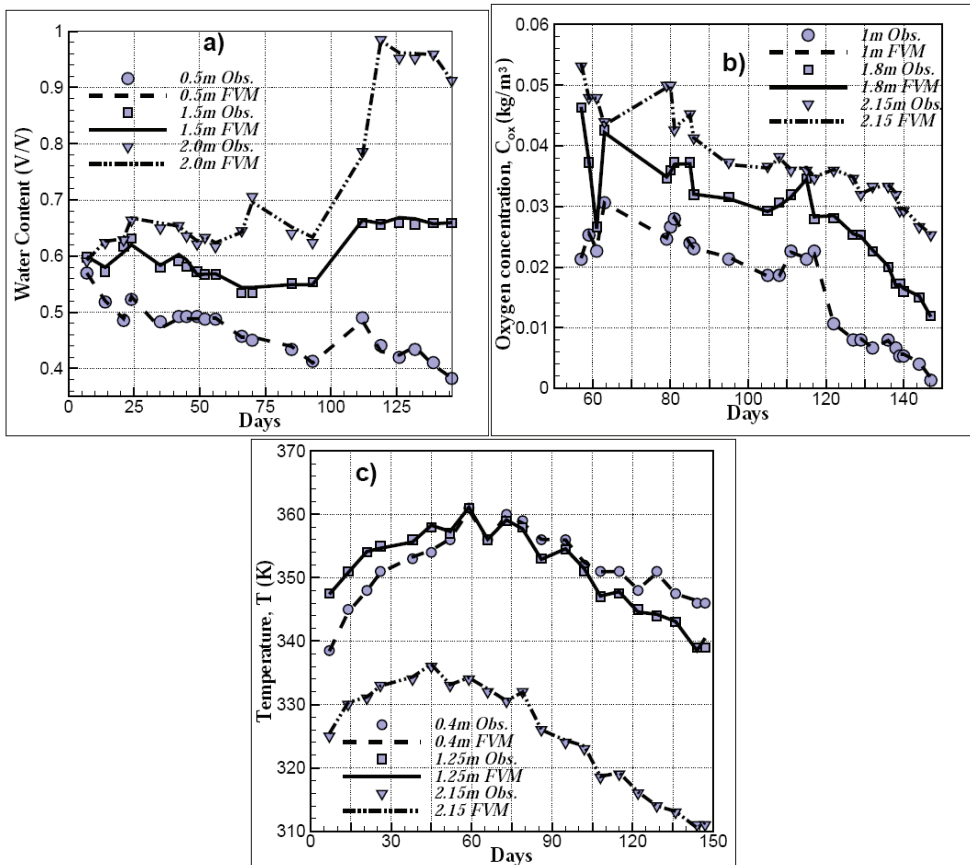 a)
0.5m Obs.
0.5m FVM
1.5m Obs.
1.5m FVM
2.0m Obs.
2.0m FVM
Water Content (V/V)
1
0.9
0.8
0.7
0.6
0.5
0.4
0 25 50 75 100 125
Days
b)
1m Obs.
1m FVM
1.8m Obs.
1.8m FVM
2.15m Obs.
2.15 FVM
Oxygen concentration, Cox (kg/m³)
0.06
0.05
0.04
0.03
0.02
0.01
0
60 80 100 120 140
Days
c)
0.4m Obs.
0.4m FVM
1.25m Obs.
1.25m FVM
2.15m Obs.
2.15 FVM
Temperature, T (K)
370
360
350
340
330
320
310
0 30 60 90 120 150
Days